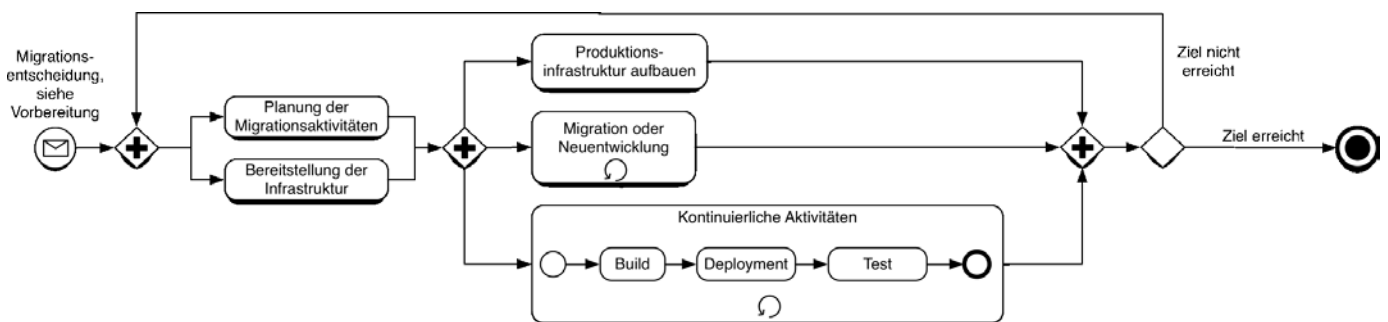 Migrations-
entscheidung,
siehe
Vorbereitung
Planung der
Migrationsaktivitäten
Bereitstellung der
Infrastruktur
Produktions-
infrastruktur aufbauen
Migration oder
Neuentwicklung
Kontinuierliche Aktivitäten
Build
Deployment
Test
Ziel nicht
erreicht
Ziel erreicht